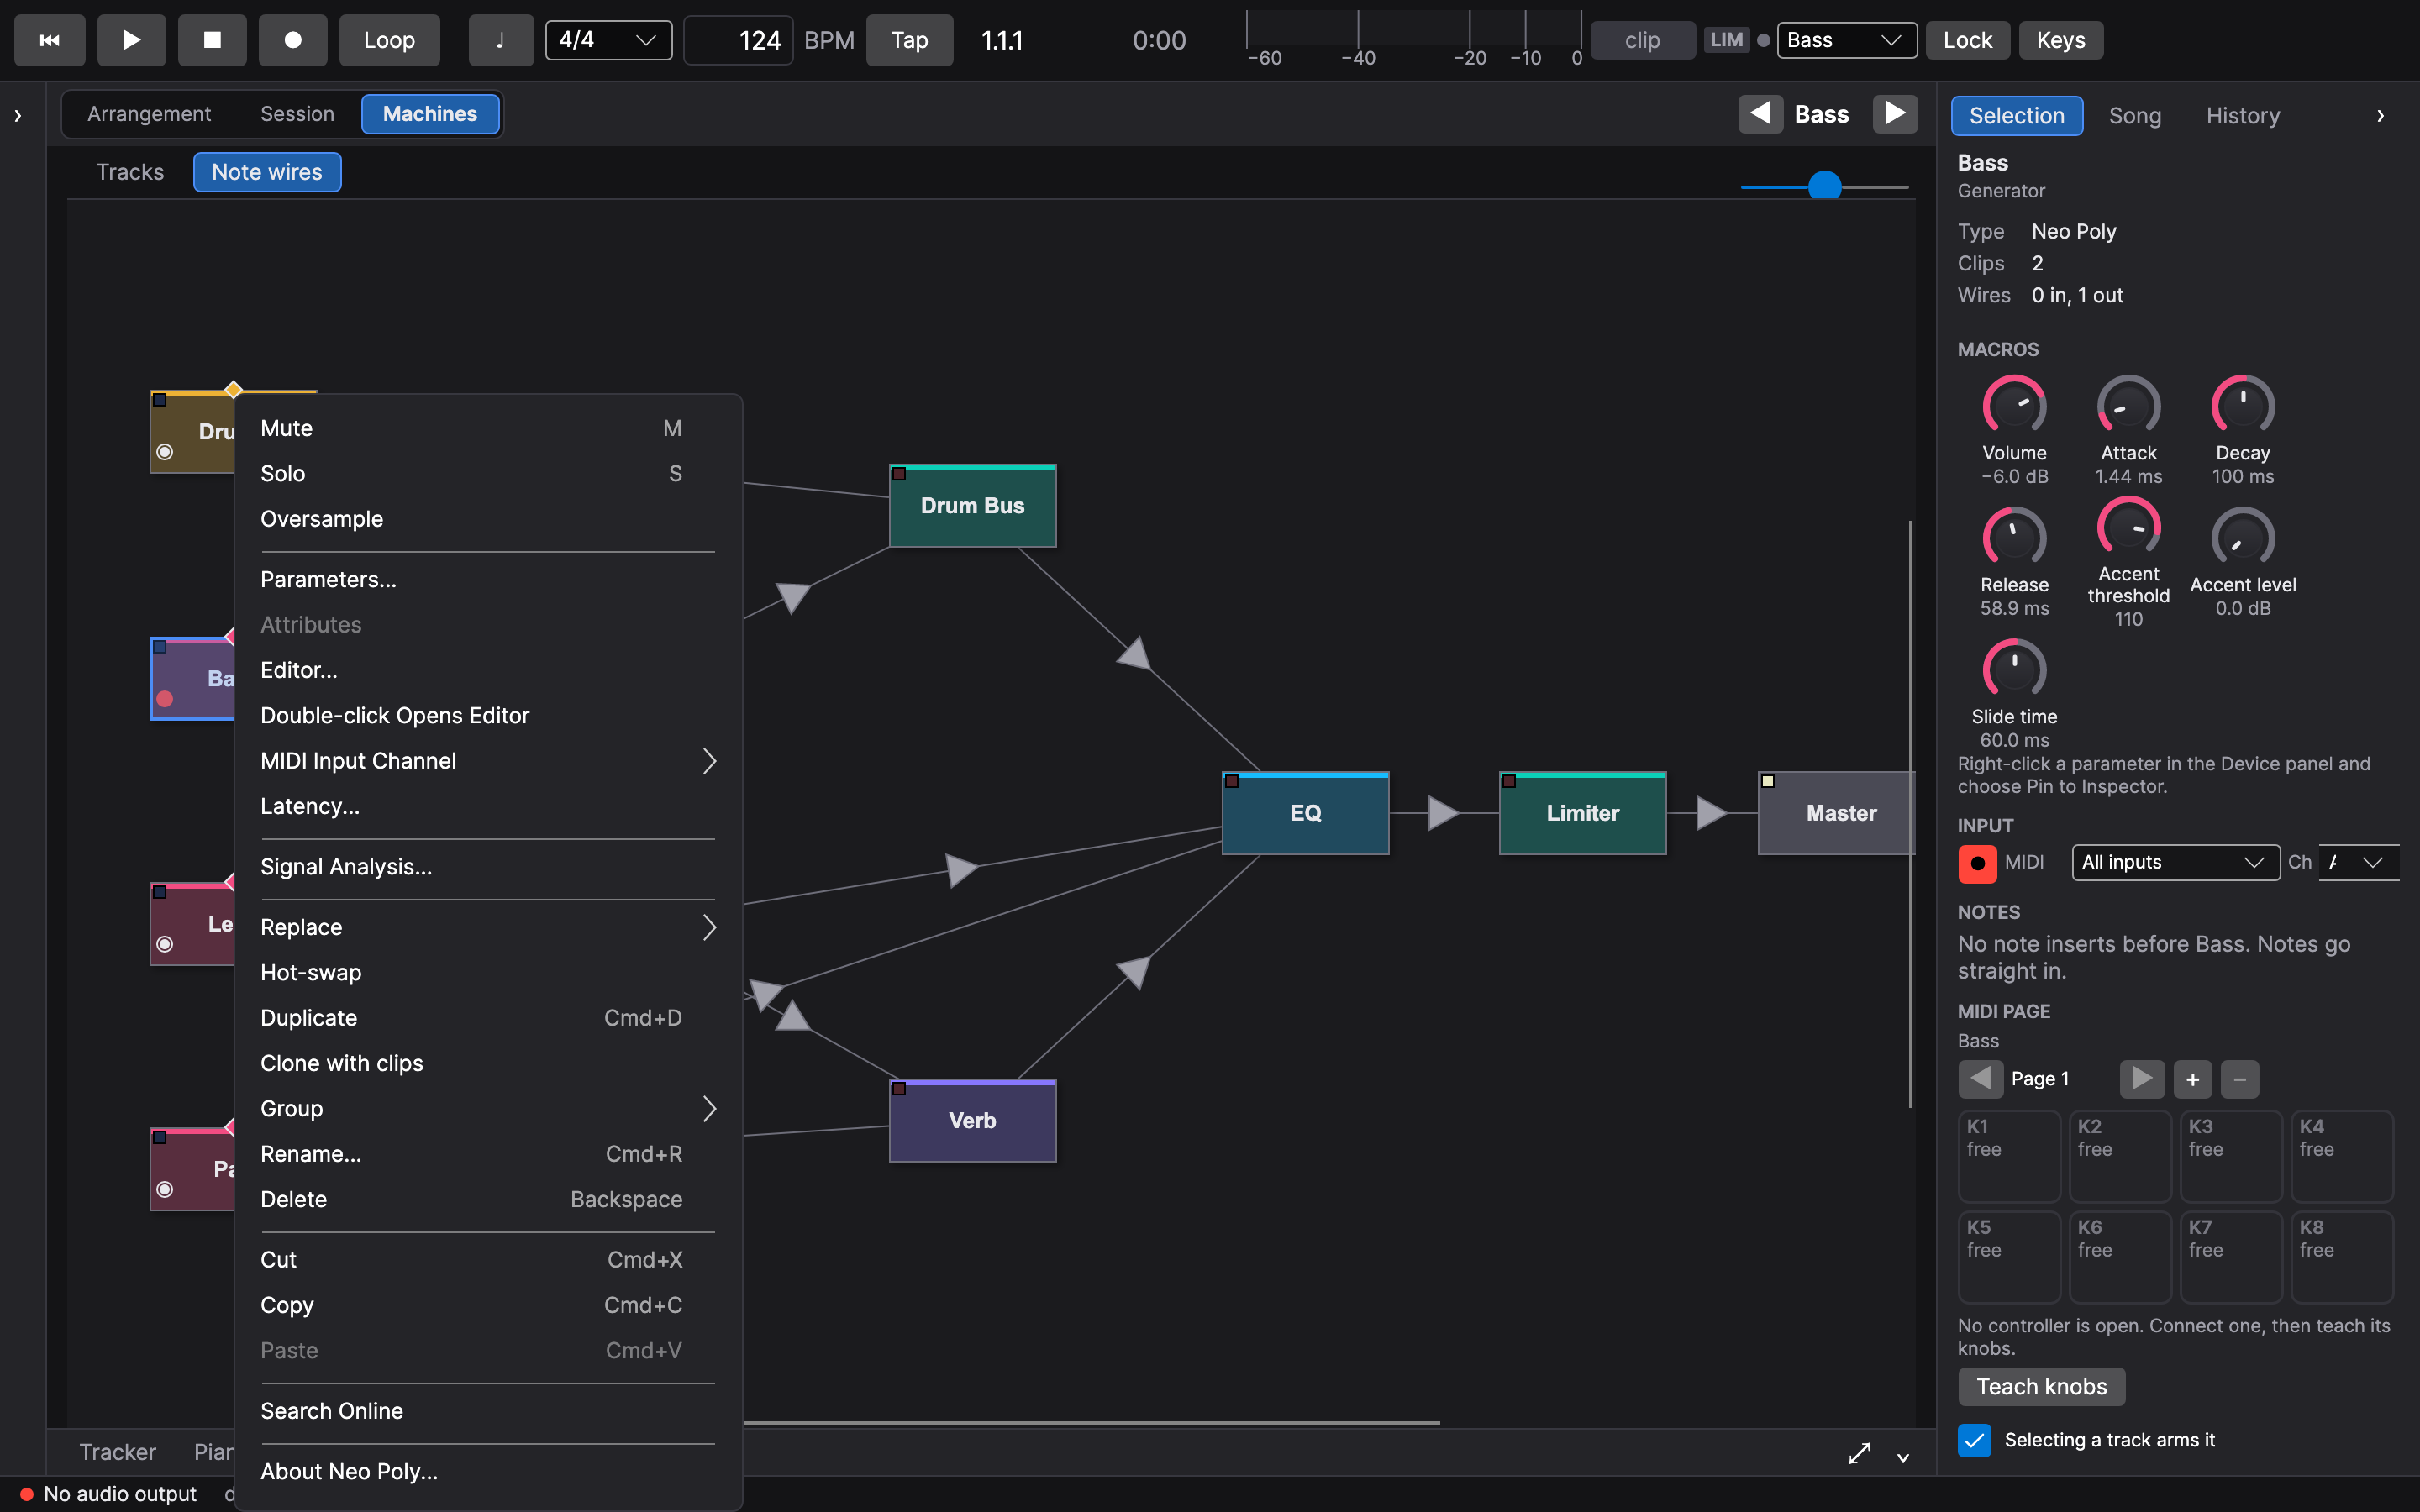 Loop
4/4
124 BPM
Tap
1.1.1
0:00
−60 −40 −20 −10 0
clip
LIM
Bass
Lock
Keys
Arrangement
Session
Machines
Bass
Tracks
Note wires
Mute M
Solo S
Oversample
Parameters...
Attributes
Editor...
Double-click Opens Editor
MIDI Input Channel
Latency...
Signal Analysis...
Replace
Hot-swap
Duplicate Cmd+D
Clone with clips
Group
Rename... Cmd+R
Delete Backspace
Cut Cmd+X
Copy Cmd+C
Paste Cmd+V
Search Online
About Neo Poly...
Drum Bus
EQ
Limiter
Master
Verb
Tracker
No audio output
Selection
Song
History
Bass
Generator
Type Neo Poly
Clips 2
Wires 0 in, 1 out
MACROS
Volume Attack Decay
−6.0 dB 1.44 ms 100 ms
Release
58.9 ms
Accent
threshold
110
Accent level
0.0 dB
Slide time
60.0 ms
Right-click a parameter in the Device panel and
choose Pin to Inspector.
INPUT
MIDI All inputs Ch
NOTES
No note inserts before Bass. Notes go
straight in.
MIDI PAGE
Bass
Page 1 + −
K1 K2 K3 K4
free free free free
K5 K6 K7 K8
free free free free
No controller is open. Connect one, then teach its
knobs.
Teach knobs
Selecting a track arms it